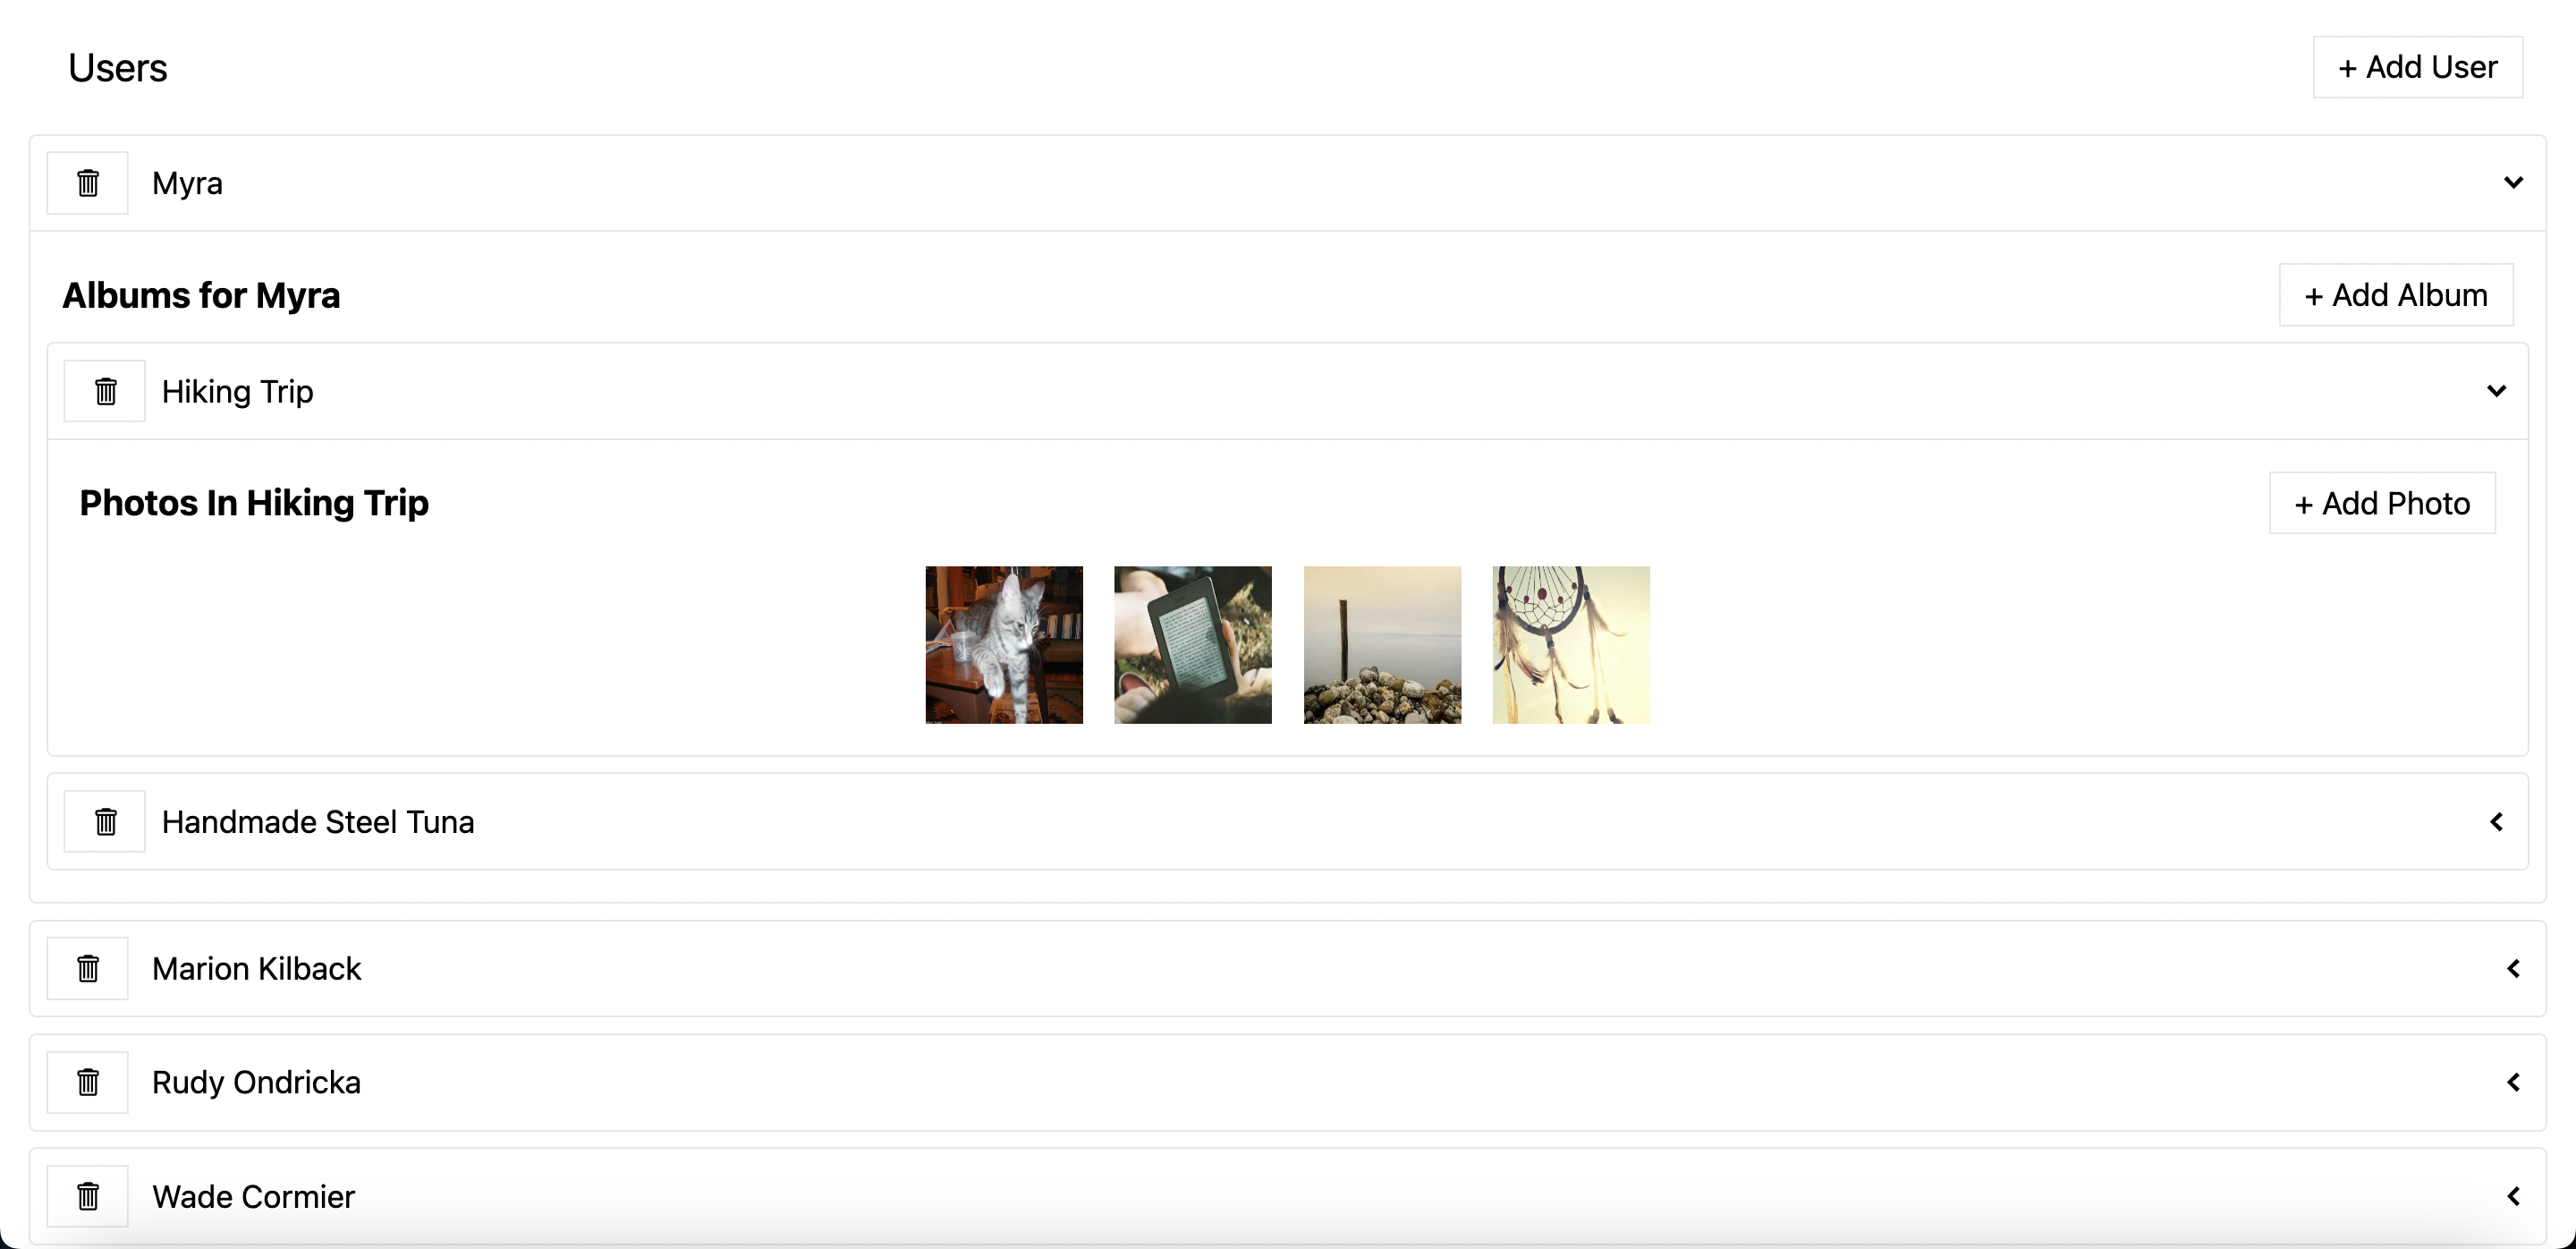 Users
+ Add User
Myra
Albums for Myra
+ Add Album
Hiking Trip
Photos In Hiking Trip
+ Add Photo
Handmade Steel Tuna
Marion Kilback
Rudy Ondricka
Wade Cormier